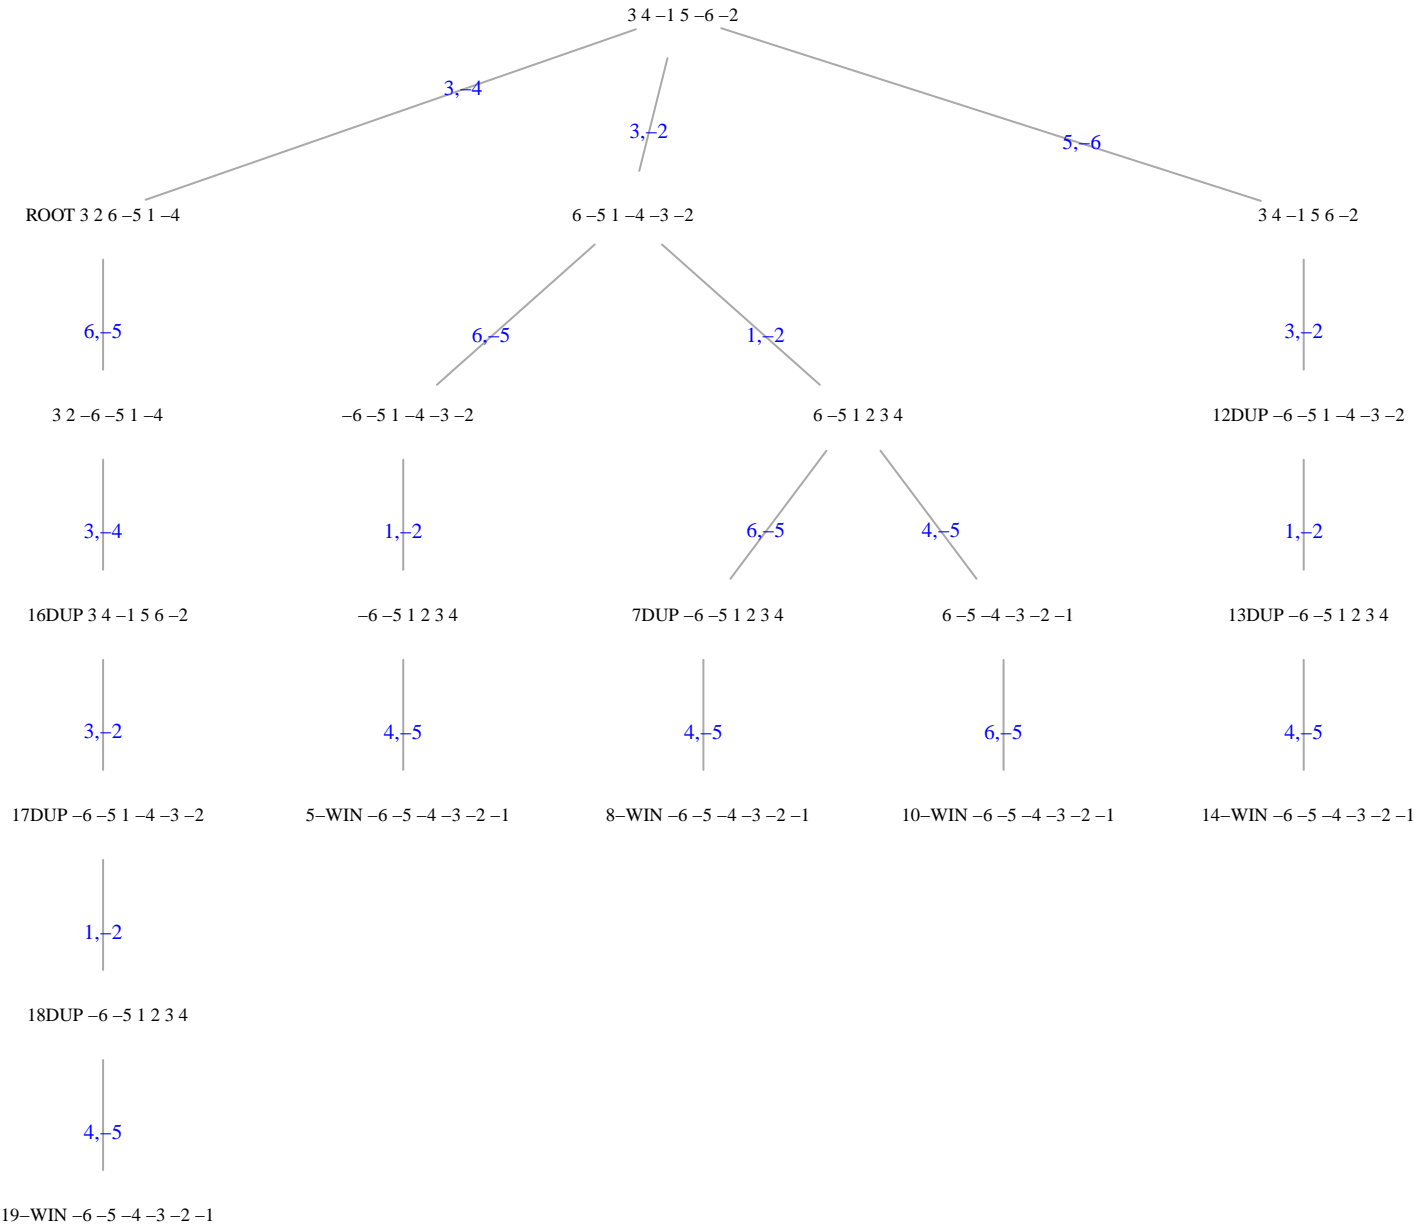 3 4 –1 5 –6 –2
3,–4
3,–2
5,–6
ROOT 3 2 6 –5 1 –4
6 –5 1 –4 –3 –2
3 4 –1 5 6 –2
6,–5
6,–5
1,–2
3,–2
3 2 –6 –5 1 –4
–6 –5 1 –4 –3 –2
6 –5 1 2 3 4
12DUP –6 –5 1 –4 –3 –2
3,–4
1,–2
6,–5
4,–5
1,–2
16DUP 3 4 –1 5 6 –2
–6 –5 1 2 3 4
7DUP –6 –5 1 2 3 4
6 –5 –4 –3 –2 –1
13DUP –6 –5 1 2 3 4
3,–2
4,–5
4,–5
6,–5
4,–5
17DUP –6 –5 1 –4 –3 –2
5–WIN –6 –5 –4 –3 –2 –1
8–WIN –6 –5 –4 –3 –2 –1
10–WIN –6 –5 –4 –3 –2 –1
14–WIN –6 –5 –4 –3 –2 –1
1,–2
18DUP –6 –5 1 2 3 4
4,–5
19–WIN –6 –5 –4 –3 –2 –1